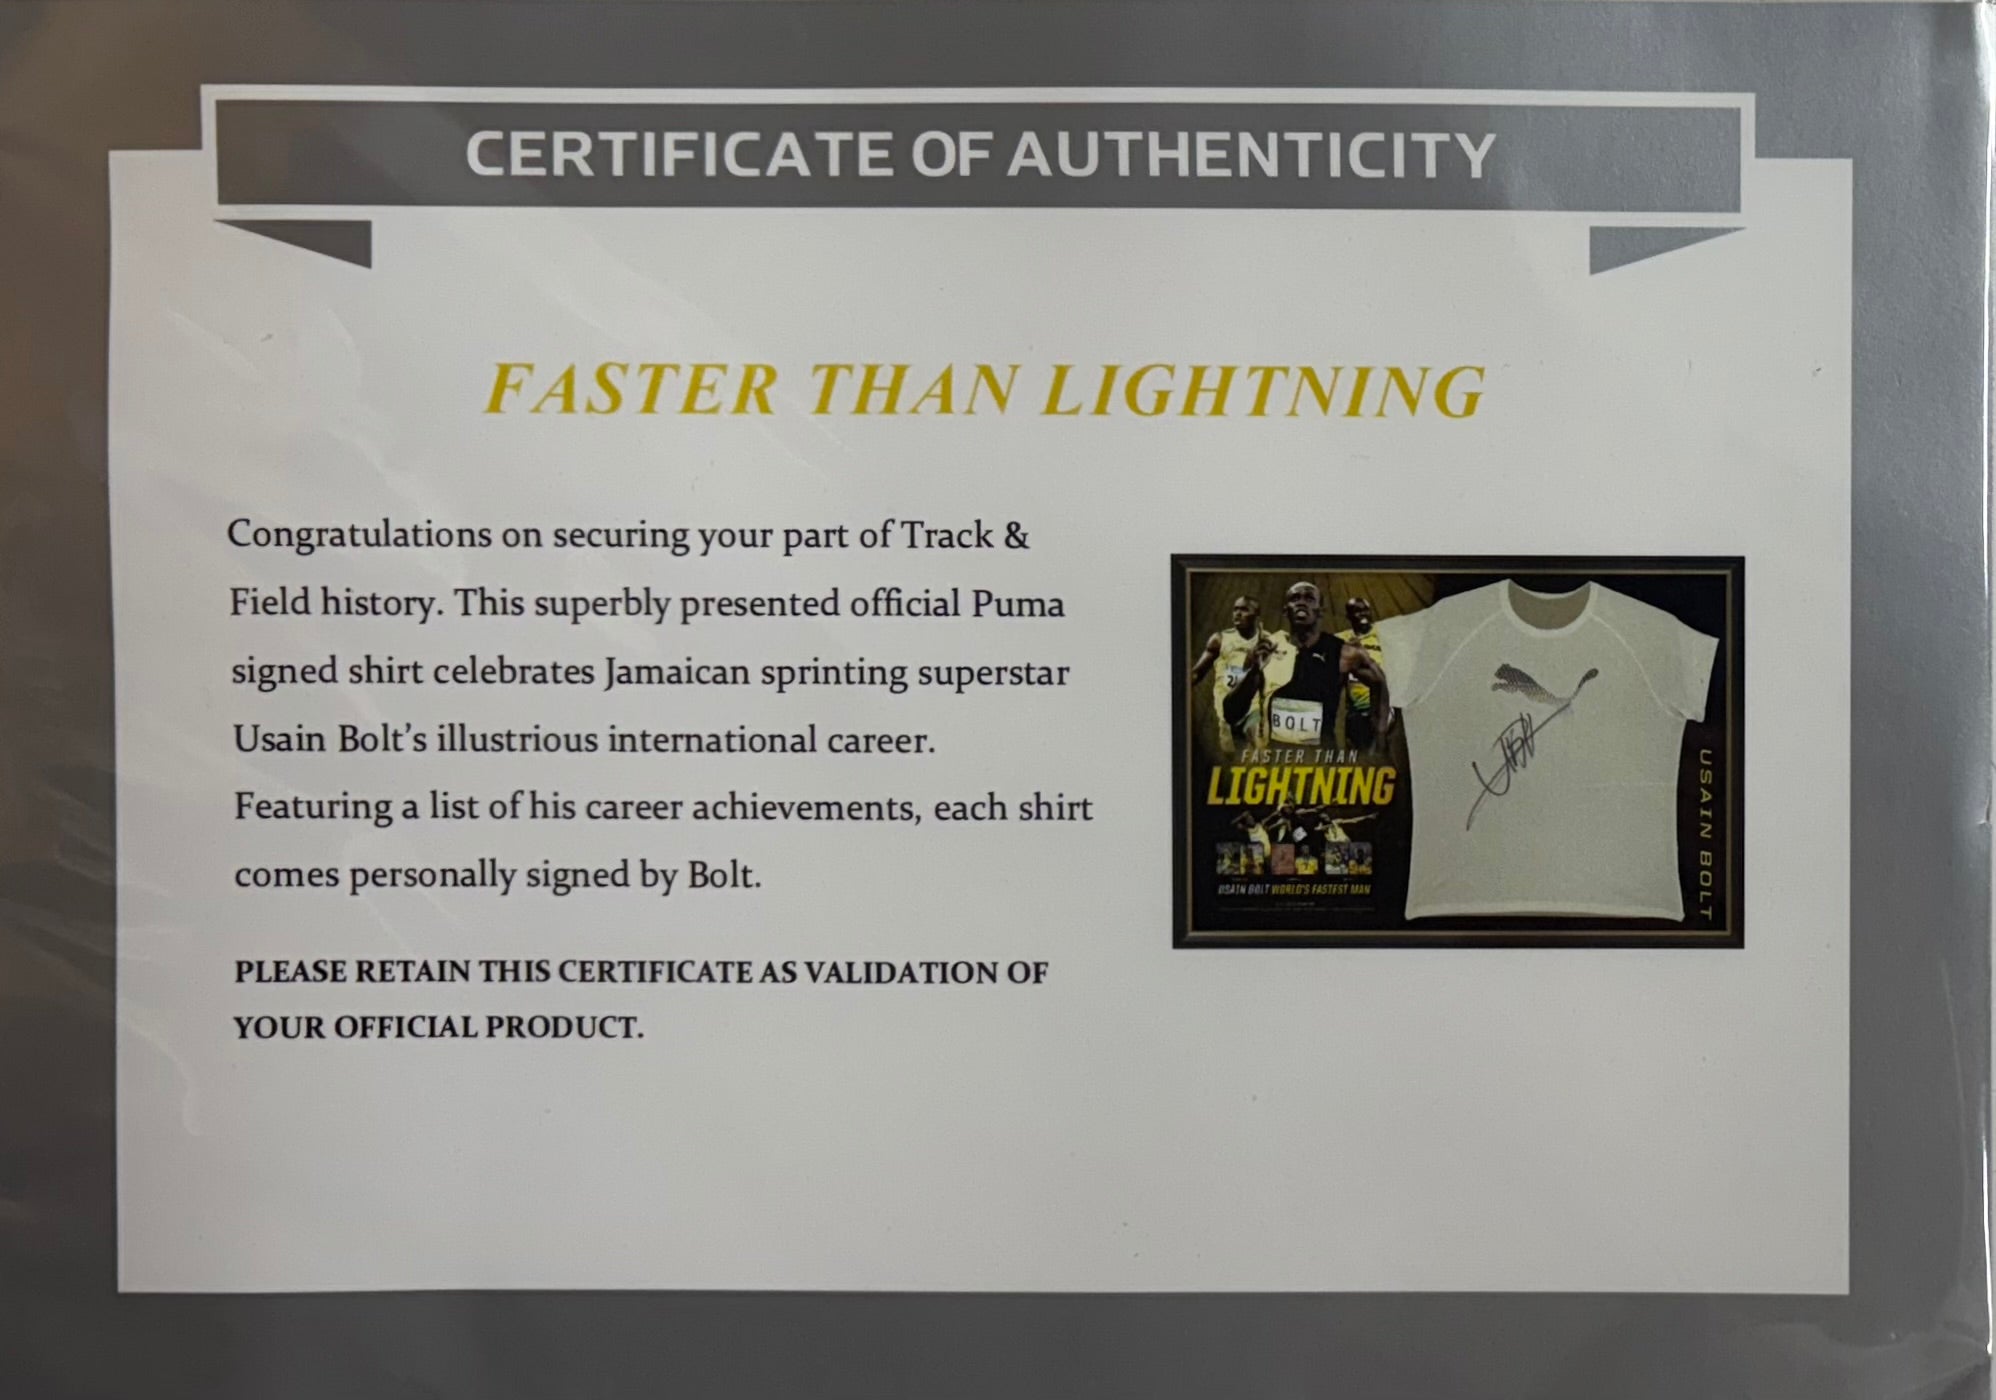 CERTIFICATE OF AUTHENTICITY
FASTER THAN LIGHTNING
Congratulations on securing your part of Track &
Field history. This superbly presented official Puma
signed shirt celebrates Jamaican sprinting superstar
Usain Bolt’s illustrious international career.
Featuring a list of his career achievements, each shirt
comes personally signed by Bolt.
PLEASE RETAIN THIS CERTIFICATE AS VALIDATION OF
YOUR OFFICIAL PRODUCT.
BOLT
FASTER THAN
LIGHTNING
USAIN BOLT WORLD'S FASTEST MAN
USAIN BOLT